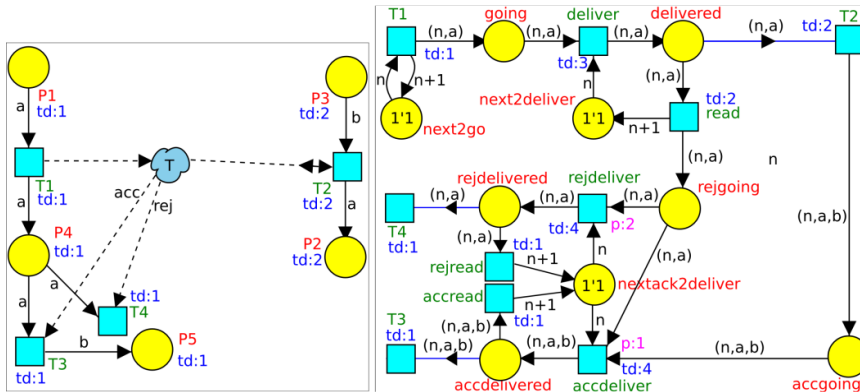 P1
td:1
a
T1
td:1
a
P4
td:1
a
a
td:1
T4
T3
td:1
b
P5
td:1
acc
rej
T
P3
td:2
b
T2
td:2
a
P2
td:2
T1
td:1
(n,a)
going
(n,a)
deliver
td:3
(n,a)
delivered
(n,a)
td:2
T2
n
n+1
1'1
next2go
n
next2deliver
1'1
n+1
(n,a)
td:2
read
(n,a)
n
(n,a,b)
rejdelivered
rejdeliver
rejgoing
(n,a)
(n,a)
(n,a)
T4
td:1
td:4
p:2
(n,a)
td:1
rejread
n+1
n
1'1
nextack2deliver
(n,a)
accread
n+1
td:1
n
T3
td:1
(n,a,b)
(n,a,b)
(n,a,b)
p:1
td:4
(n,a,b)
accdelivered
accdeliver
accgoing